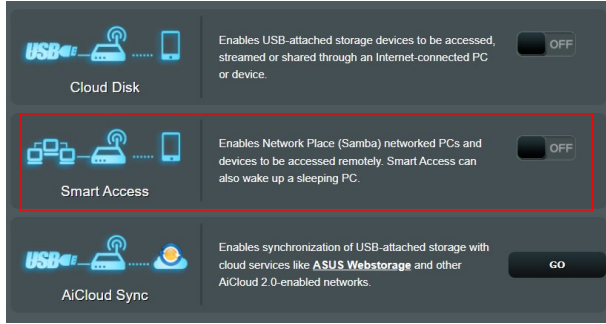 Enables USB-attached storage devices to be accessed,
streamed or shared through an Internet-connected PC
or device.
OFF
USB
Cloud Disk
Enables Network Place (Samba) networked PCs and
devices to be accessed remotely. Smart Access can
also wake up a sleeping PC.
OFF
Smart Access
Enables synchronization of USB-attached storage with
cloud services like ASUS Webstorage and other
AiCloud 2.0-enabled networks.
GO
USB
AiCloud Sync